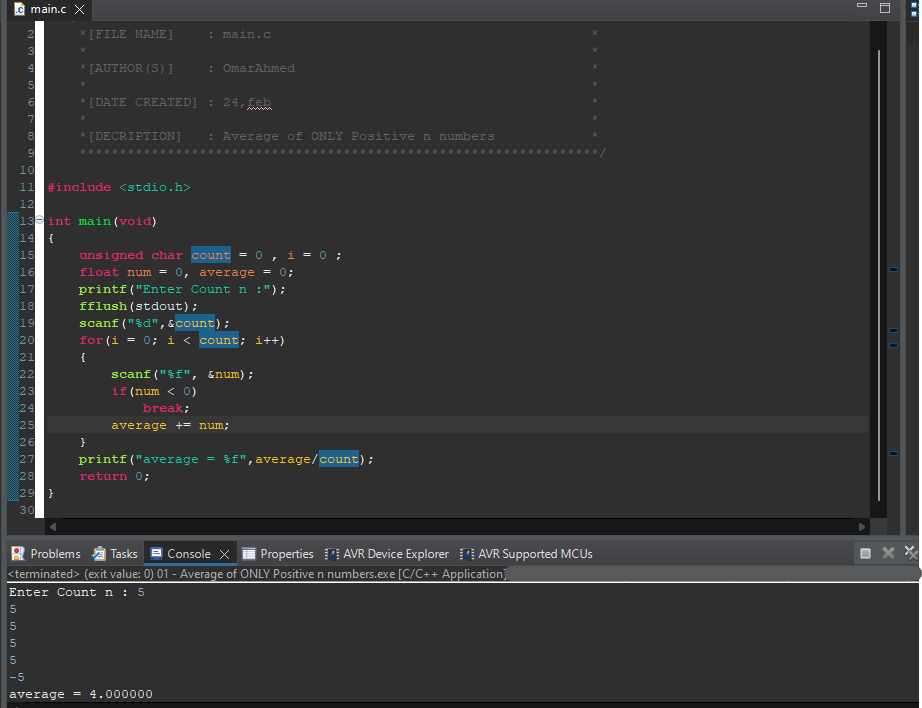 main.c
2 *[FILE NAME] : main.c *
3 * *
4 *[AUTHOR(S)] : OmarAhmed *
5 * *
6 *[DATE CREATED] : 24,feb *
7 * *
8 *[DECRIPTION] : Average of ONLY Positive n numbers *
9 *****************************************************************/
10
11 #include <stdio.h>
12
13 int main(void)
14 {
15 unsigned char count = 0 , i = 0 ;
16 float num = 0, average = 0;
17 printf("Enter Count n :");
18 fflush(stdout);
19 scanf("%d",&count);
20 for(i = 0; i < count; i++)
21 {
22 scanf("%f", &num);
23 if(num < 0)
24 break;
25 average += num;
26 }
27 printf("average = %f",average/count);
28 return 0;
29 }
30
Problems Tasks Console Properties AVR Device Explorer AVR Supported MCUs
<terminated> (exit value: 0) 01 - Average of ONLY Positive n numbers.exe [C/C++ Application]
Enter Count n : 5
5
5
5
5
-5
average = 4.000000